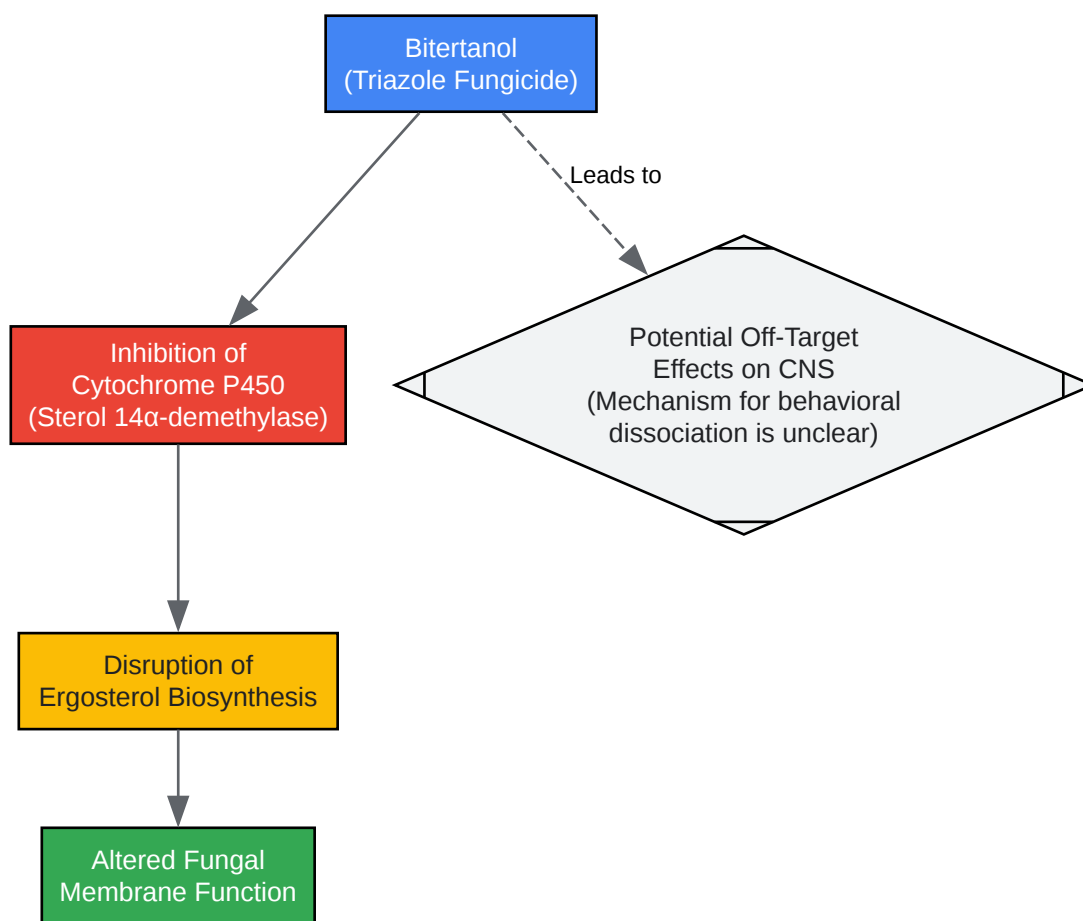 Bitertanol
(Triazole Fungicide)
Leads to
Inhibition of
Cytochrome P450
(Sterol 14α-demethylase)
Potential Off-Target
Effects on CNS
(Mechanism for behavioral
dissociation is unclear)
Disruption of
Ergosterol Biosynthesis
Altered Fungal
Membrane Function